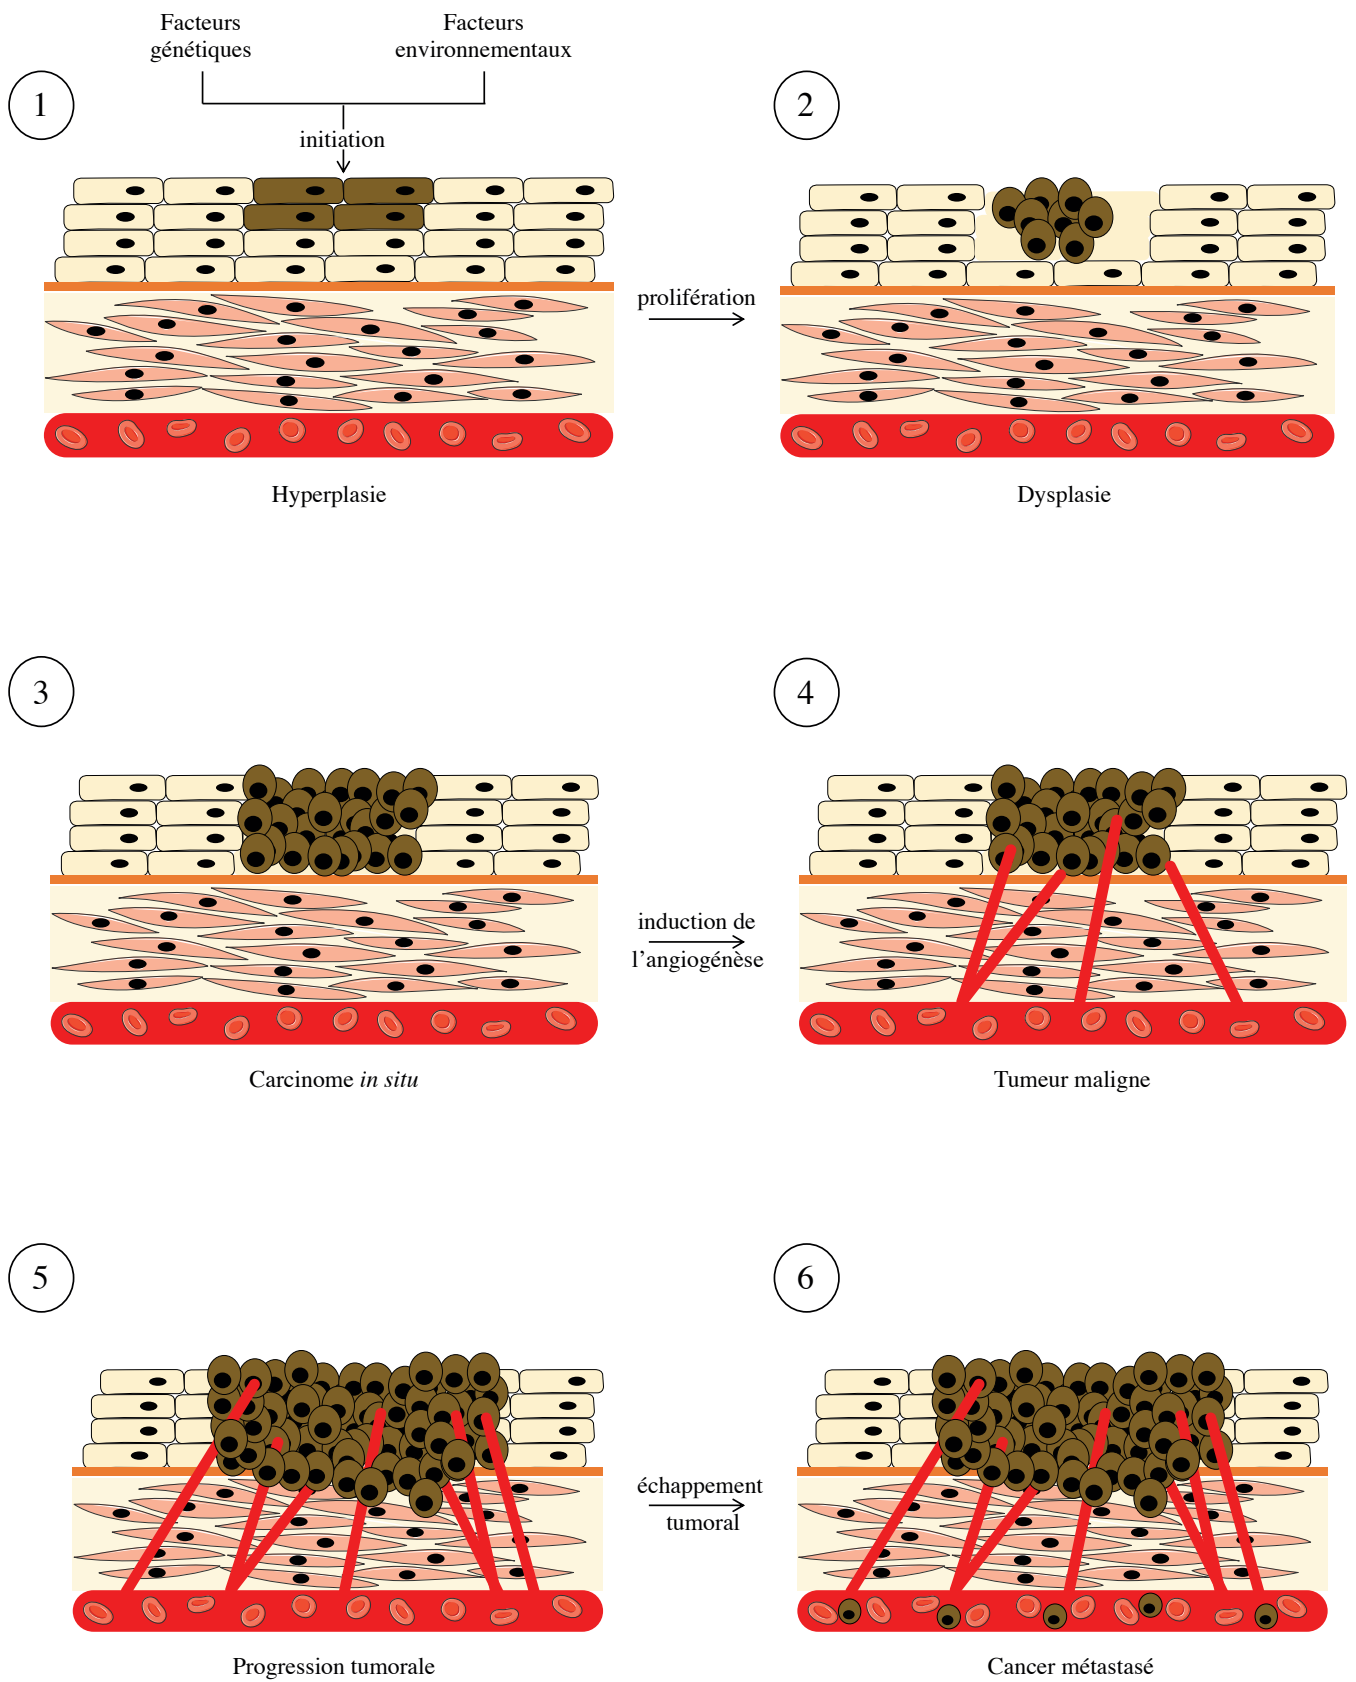 Facteurs
génétiques
Facteurs
environnementaux
1
2
initiation
prolifération
Hyperplasie
Dysplasie
3
4
induction de
l’angiogénèse
Carcinome in situ
Tumeur maligne
5
6
échappement
tumoral
Progression tumorale
Cancer métastasé